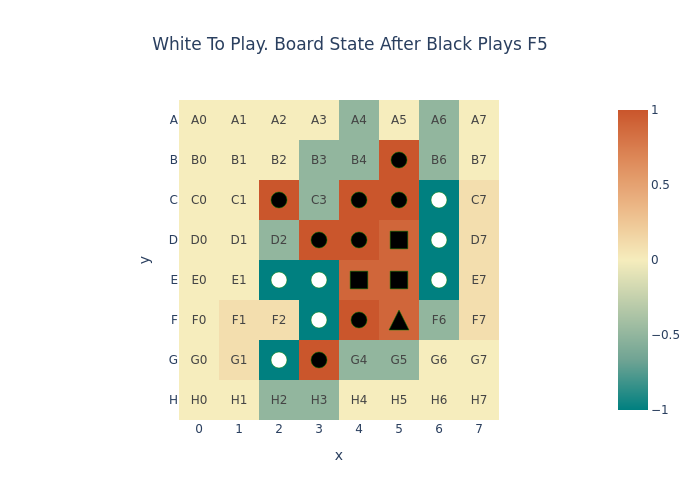 White To Play. Board State After Black Plays F5
A A0 A1 A2 A3 A4 A5 A6 A7 1
B B0 B1 B2 B3 B4 B6 B7
C C0 C1 C3 C7 0.5
D D0 D1 D2 D7
y 0
E E0 E1 E7
F F0 F1 F2 F6 F7 −0.5
G G0 G1 G4 G5 G6 G7
H H0 H1 H2 H3 H4 H5 H6 H7 −1
0 1 2 3 4 5 6 7
x